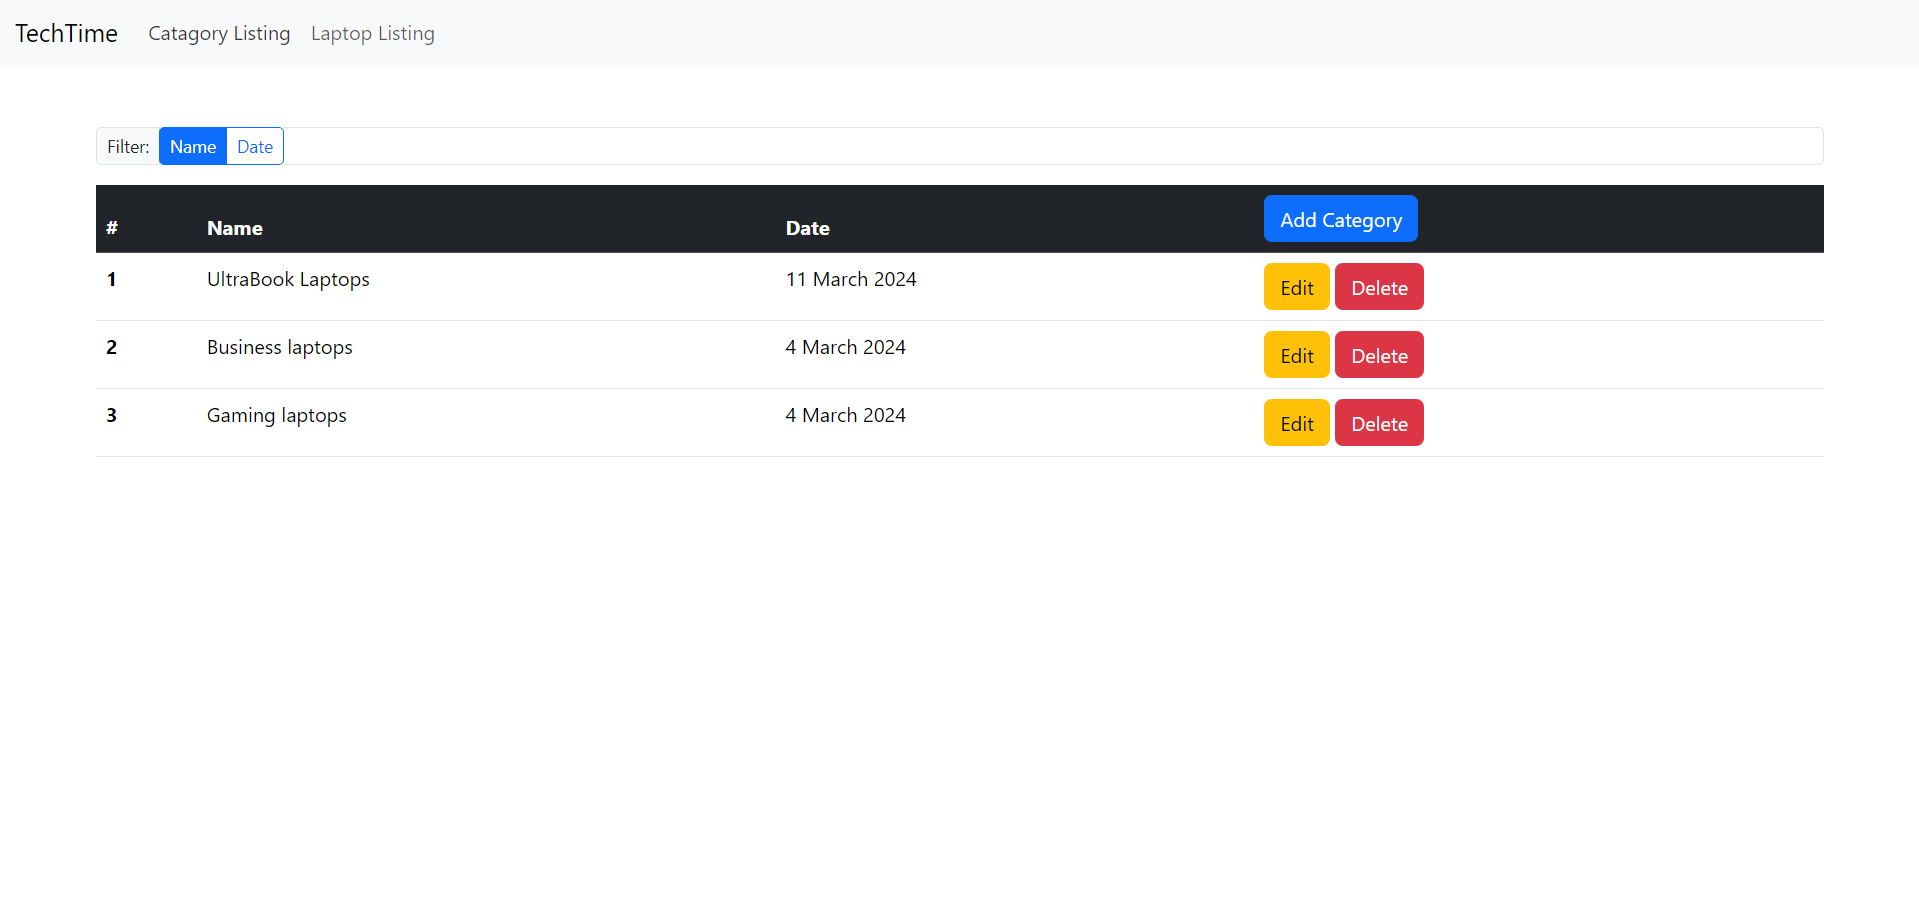 TechTime Catagory Listing Laptop Listing
Filter: Name Date
# Name Date Add Category
1 UltraBook Laptops 11 March 2024 Edit Delete
2 Business laptops 4 March 2024 Edit Delete
3 Gaming laptops 4 March 2024 Edit Delete